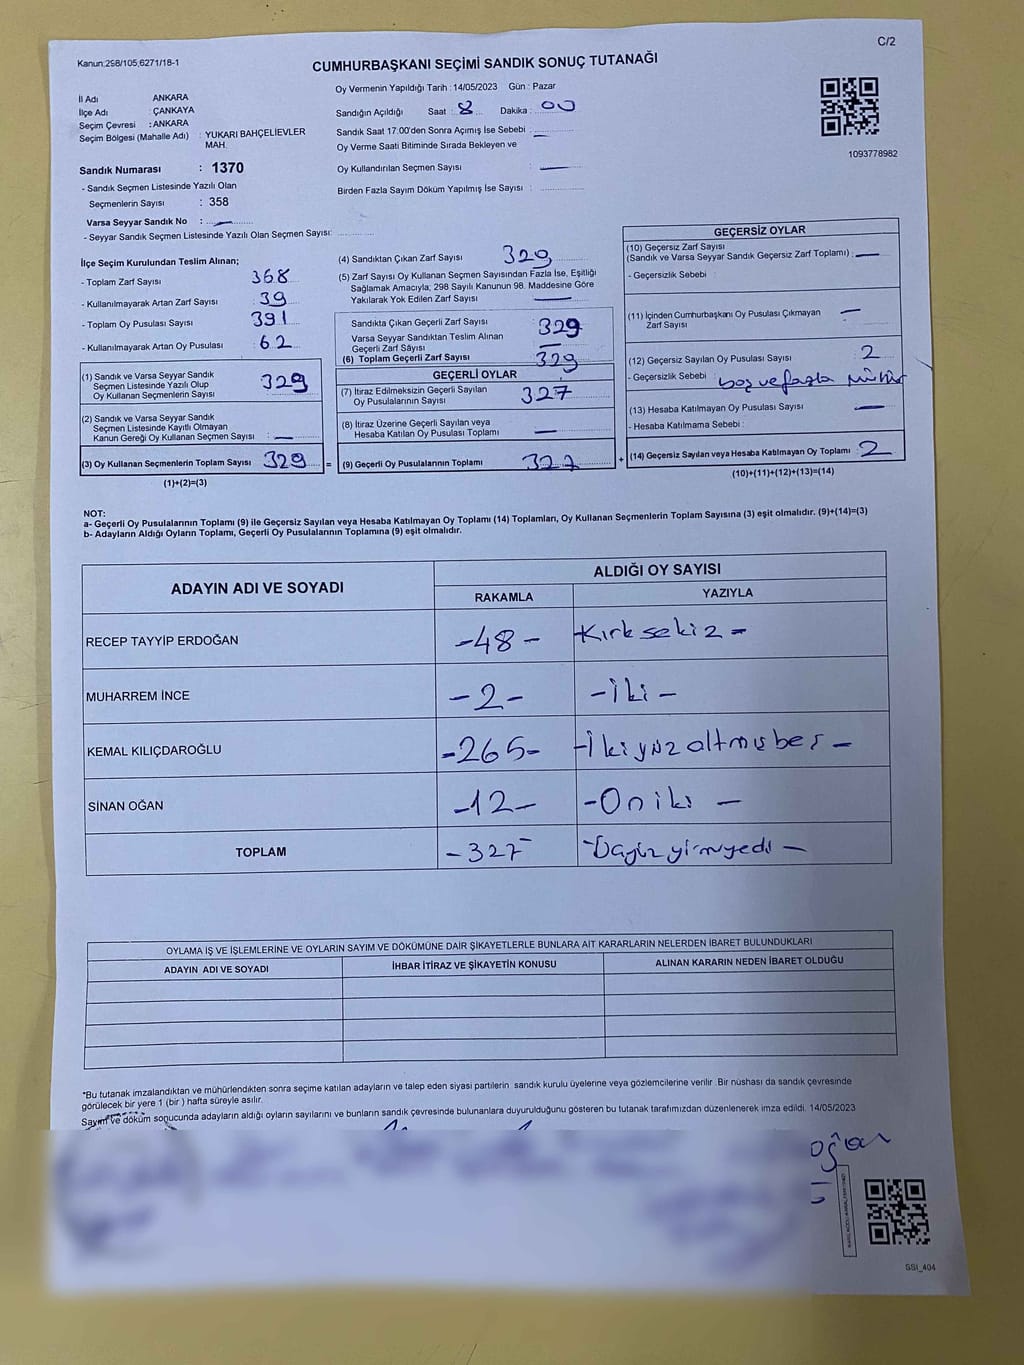 C/2
Kanun:298/105,6271/18-1
CUMHURBAŞKANI SEÇİMİ SANDIK SONUÇ TUTANAĞI
Oy Vermenin Yapıldığı Tarih : 14/05/2023 Gün : Pazar
İl Adı ANKARA
İlçe Adı : ÇANKAYA
Seçim Çevresi : ANKARA
Seçim Bölgesi (Mahalle Adı) : YUKARI BAHÇELİEVLER MAH.
Sandığın Açıldığı Saat : 8 Dakika : 00
Sandık Saat 17.00'den Sonra Açımış İse Sebebi : —
Oy Verme Saati Bitiminde Sırada Bekleyen ve
Oy Kullandırılan Seçmen Sayısı : —
Birden Fazla Sayım Döküm Yapılmış İse Sayısı :
1093778982
Sandık Numarası : 1370
- Sandık Seçmen Listesinde Yazılı Olan
Seçmenlerin Sayısı : 358
Varsa Seyyar Sandık No : —
- Seyyar Sandık Seçmen Listesinde Yazılı Olan Seçmen Sayısı:
İlçe Seçim Kurulundan Teslim Alınan;
- Toplam Zarf Sayısı 368
- Kullanılmayarak Artan Zarf Sayısı : 39
- Toplam Oy Pusulası Sayısı : 391
- Kullanılmayarak Artan Oy Pusulası : 62
(1) Sandık ve Varsa Seyyar Sandık
Seçmen Listesinde Yazılı Olup
Oy Kullanan Seçmenlerin Sayısı : 329
(2) Sandık ve Varsa Seyyar Sandık
Seçmen Listesinde Kayıtlı Olmayan
Kanun Gereği Oy Kullanan Seçmen Sayısı : —
(3) Oy Kullanan Seçmenlerin Toplam Sayısı : 329 =
(1)+(2)=(3)
(4) Sandıktan Çıkan Zarf Sayısı : 329
(5) Zarf Sayısı Oy Kullanan Seçmen Sayısından Fazla İse, Eşitliği
Sağlamak Amacıyla; 298 Sayılı Kanunun 98. Maddesine Göre
Yakılarak Yok Edilen Zarf Sayısı : —
Sandıkta Çıkan Geçerli Zarf Sayısı : 329
Varsa Seyyar Sandıktan Teslim Alınan
Geçerli Zarf Sayısı : —
(6) Toplam Geçerli Zarf Sayısı : 329
GEÇERLİ OYLAR
(7) İtiraz Edilmeksizin Geçerli Sayılan
Oy Pusulalarının Sayısı : 327
(8) İtiraz Üzerine Geçerli Sayılan veya
Hesaba Katılan Oy Pusulası Toplamı : —
(9) Geçerli Oy Pusulalarının Toplamı : 327 +
GEÇERSİZ OYLAR
(10) Geçersiz Zarf Sayısı
(Sandık ve Varsa Seyyar Sandık Geçersiz Zarf Toplamı) : —
- Geçersizlik Sebebi :
(11) İçinden Cumhurbaşkanı Oy Pusulası Çıkmayan
Zarf Sayısı : —
(12) Geçersiz Sayılan Oy Pusulası Sayısı : 2
- Geçersizlik Sebebi : boş ve fazla mühür
(13) Hesaba Katılmayan Oy Pusulası Sayısı : —
- Hesaba Katılmama Sebebi :
(14) Geçersiz Sayılan veya Hesaba Katılmayan Oy Toplamı : 2
(10)+(11)+(12)+(13)=(14)
NOT:
a- Geçerli Oy Pusulalarının Toplamı (9) ile Geçersiz Sayılan veya Hesaba Katılmayan Oy Toplamı (14) Toplamları, Oy Kullanan Seçmenlerin Toplam Sayısına (3) eşit olmalıdır. (9)+(14)=(3)
b- Adayların Aldığı Oyların Toplamı, Geçerli Oy Pusulalarının Toplamına (9) eşit olmalıdır.
ADAYIN ADI VE SOYADI ALDIĞI OY SAYISI
RAKAMLA YAZIYLA
RECEP TAYYİP ERDOĞAN -48- -Kırk sekiz-
MUHARREM İNCE -2- -İki-
KEMAL KILIÇDAROĞLU -265- -İkiyüzaltmışbeş-
SİNAN OĞAN -12- -Oniki-
TOPLAM -327-
OYLAMA İŞ VE İŞLEMLERİNE VE OYLARIN SAYIM VE DÖKÜMÜNE DAİR ŞİKAYETLERLE BUNLARA AİT KARARLARIN NELERDEN İBARET BULUNDUKLARI
ADAYIN ADI VE SOYADI İHBAR İTİRAZ VE ŞİKAYETİN KONUSU ALINAN KARARIN NEDEN İBARET OLDUĞU
*Bu tutanak imzalandıktan ve mühürlendikten sonra seçime katılan adayların ve talep eden siyasi partilerin sandık kurulu üyelerine veya gözlemcilerine verilir .Bir nüshası da sandık çevresinde
görülecek bir yere 1 (bir ) hafta süreyle asılır.
Sayım ve döküm sonucunda adayların aldığı oyların sayılarını ve bunların sandık çevresinde bulunanlara duyurulduğunu gösteren bu tutanak tarafımızdan düzenlenerek imza edildi. 14/05/2023
SSI_404